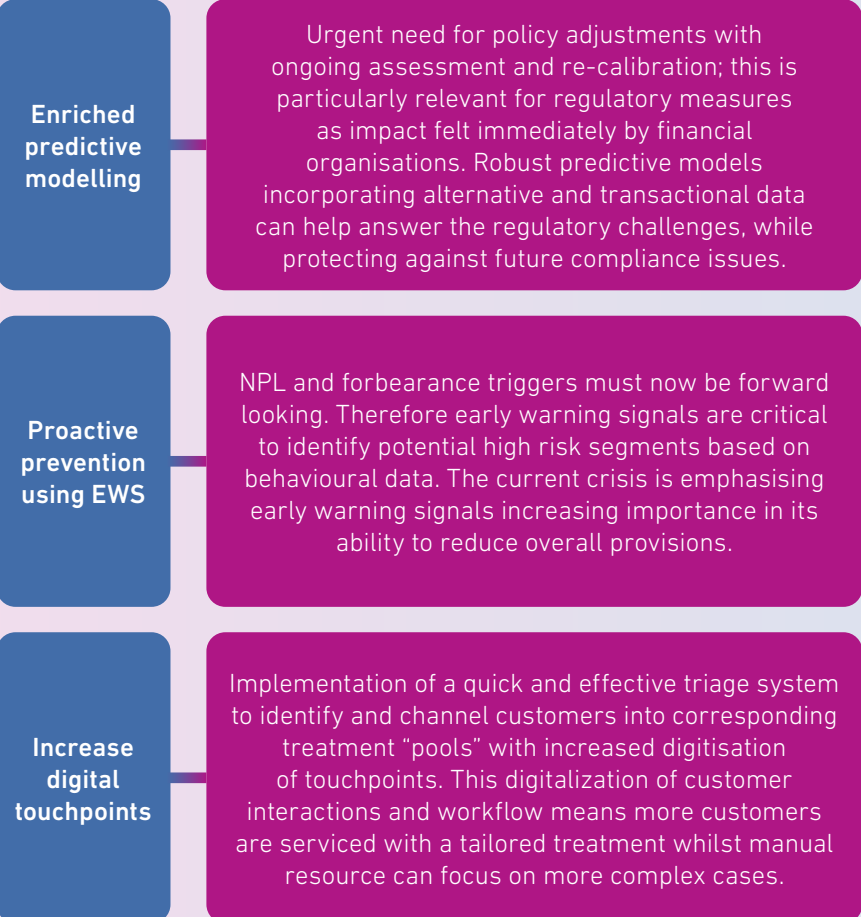 Enriched
predictive
modelling
Urgent need for policy adjustments with
ongoing assessment and re-calibration; this is
particularly relevant for regulatory measures
as impact felt immediately by financial
organisations. Robust predictive models
incorporating alternative and transactional data
can help answer the regulatory challenges, while
protecting against future compliance issues.
Proactive
prevention
using EWS
NPL and forbearance triggers must now be forward
looking. Therefore early warning signals are critical
to identify potential high risk segments based on
behavioural data. The current crisis is emphasising
early warning signals increasing importance in its
ability to reduce overall provisions.
Increase
digital
touchpoints
Implementation of a quick and effective triage system
to identify and channel customers into corresponding
treatment “pools” with increased digitisation
of touchpoints. This digitalization of customer
interactions and workflow means more customers
are serviced with a tailored treatment whilst manual
resource can focus on more complex cases.